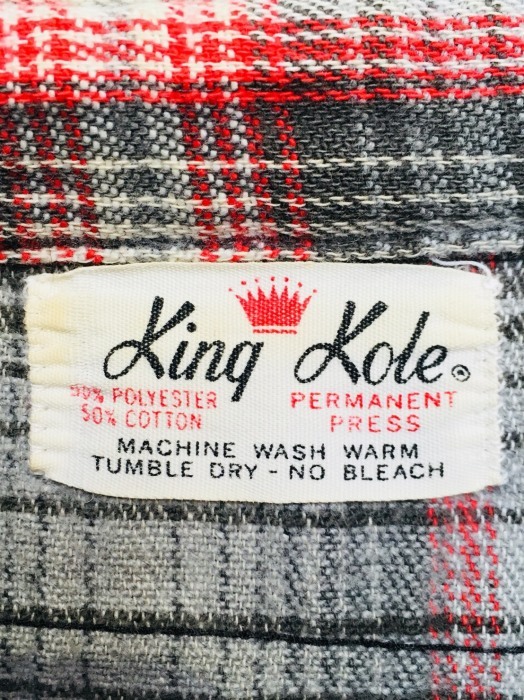 King Kole®
50% POLYESTER
50% COTTON
PERMANENT
PRESS
MACHINE WASH WARM
TUMBLE DRY - NO BLEACH